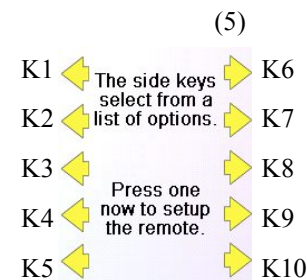 (5)
K1 K6
The side keys
select from a
K2 list of options. K7
K3 K8
Press one
K4 now to setup K9
the remote.
K5 K10